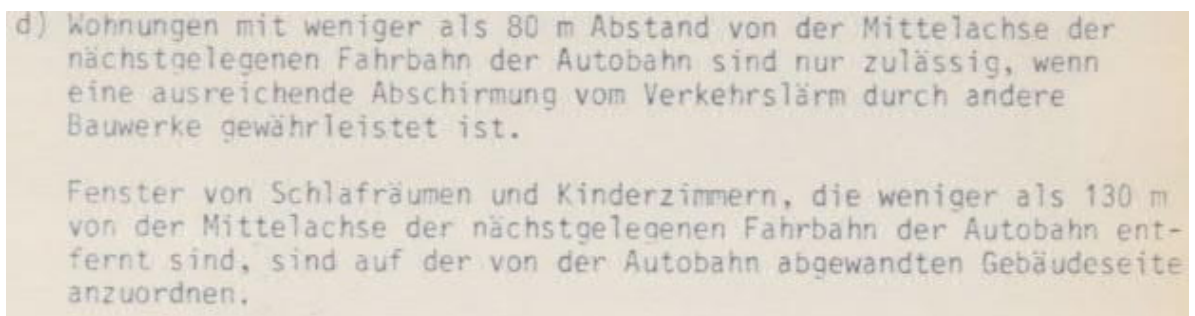 d) Wohnungen mit weniger als 80 m Abstand von der Mittelachse der
nächstgelegenen Fahrbahn der Autobahn sind nur zulässig, wenn
eine ausreichende Abschirmung vom Verkehrslärm durch andere
Bauwerke gewährleistet ist.
Fenster von Schlafräumen und Kinderzimmern, die weniger als 130 m
von der Mittelachse der nächstgelegenen Fahrbahn der Autobahn ent-
fernt sind, sind auf der von der Autobahn abgewandten Gebäudeseite
anzuordnen.